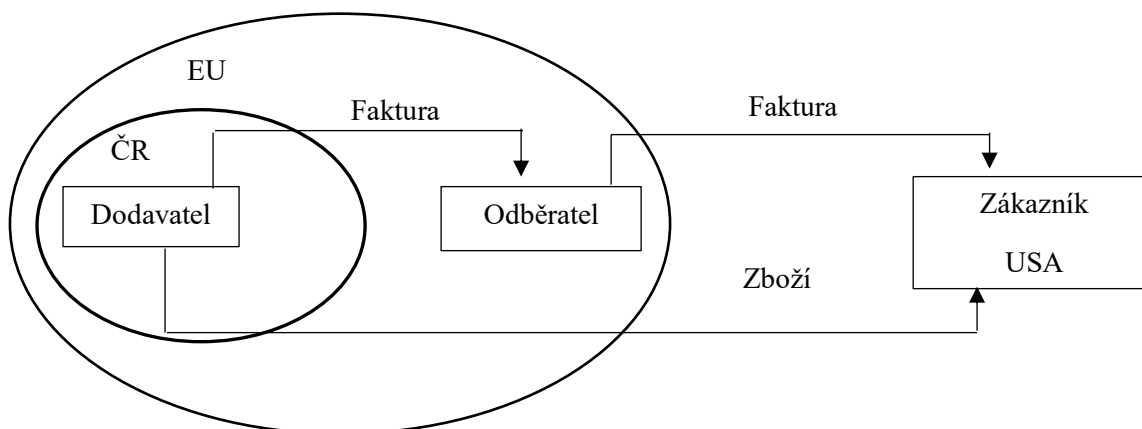 EU
Faktura
Faktura
ČR
Dodavatel
Odběratel
Zákazník
USA
Zboží